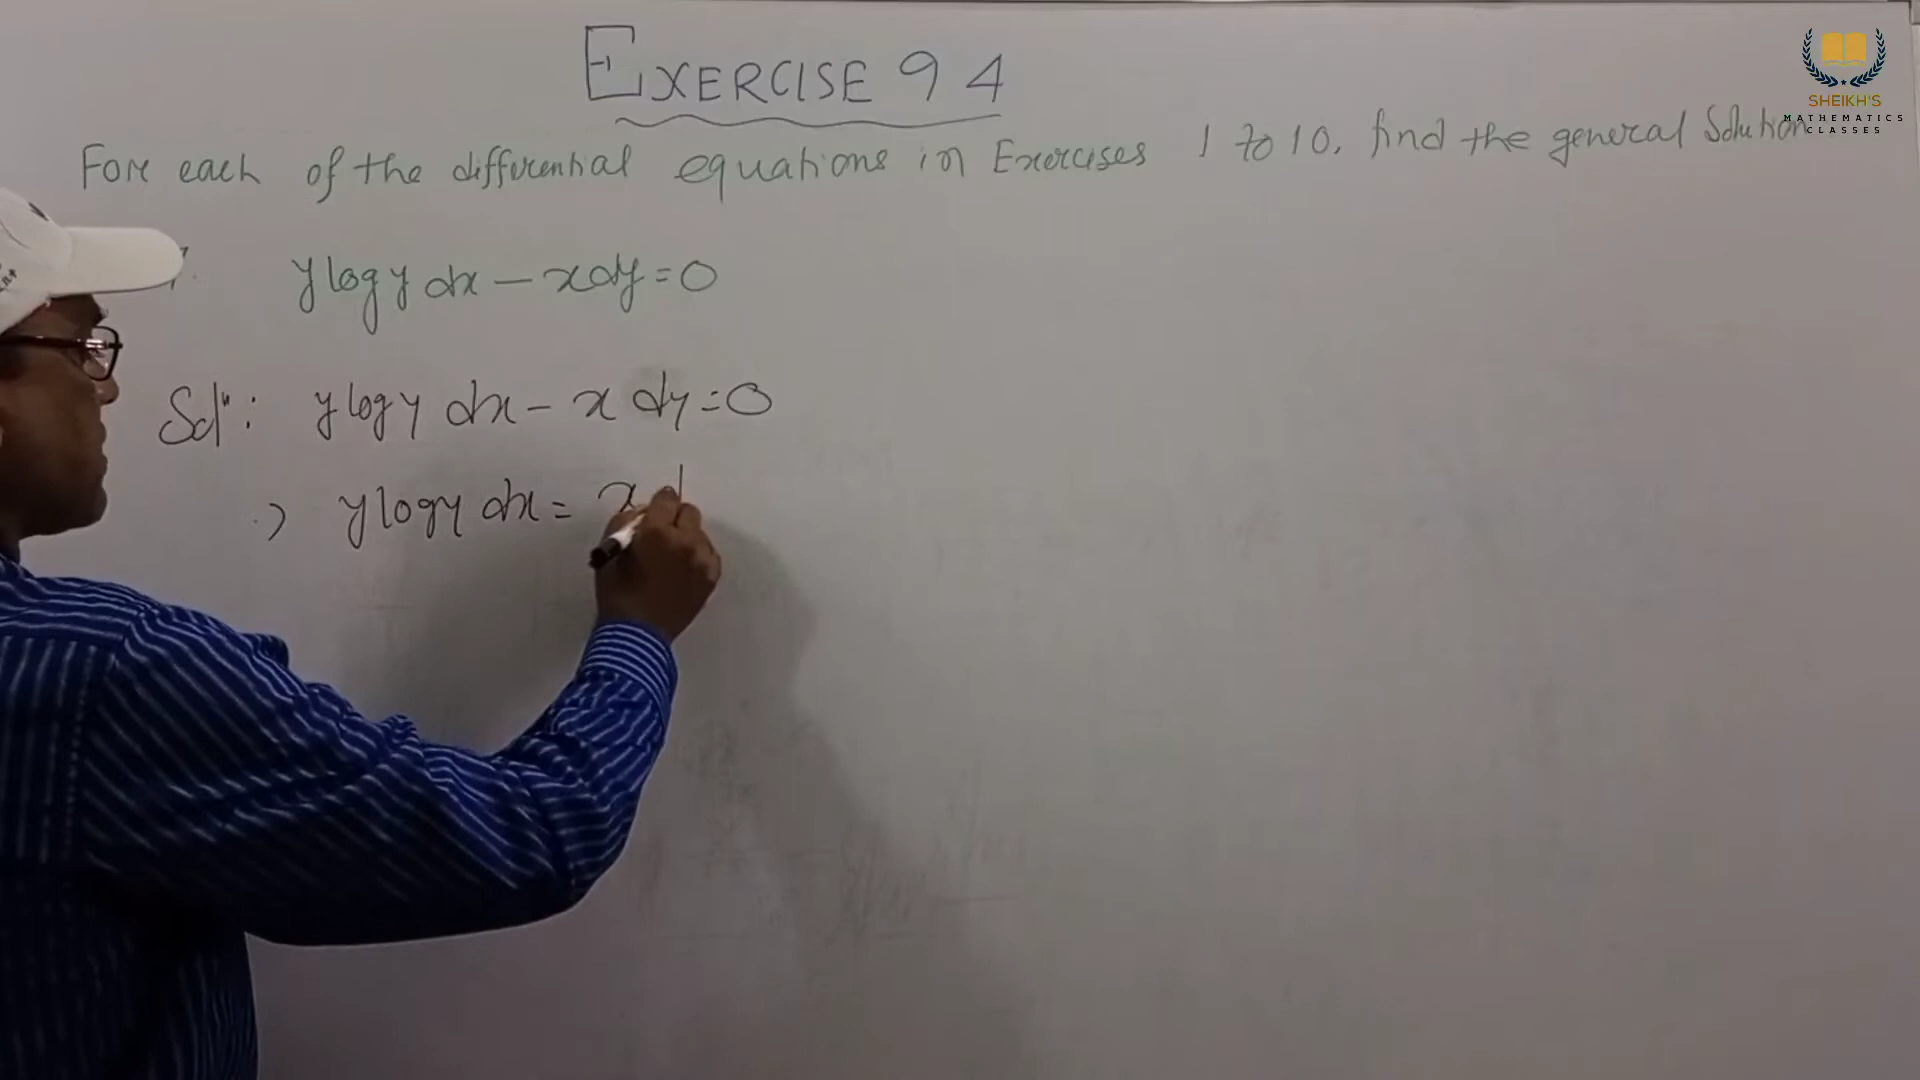 EXERCISE 9 4
SHEIKH'S
MATHEMATICS
CLASSES
For each of the differential equations in Exercises 1 to 10, find the general Solution
7.
y log y dx - x dy = 0
Solⁿ: y log y dx - x dy = 0
⇒ y log y dx = x